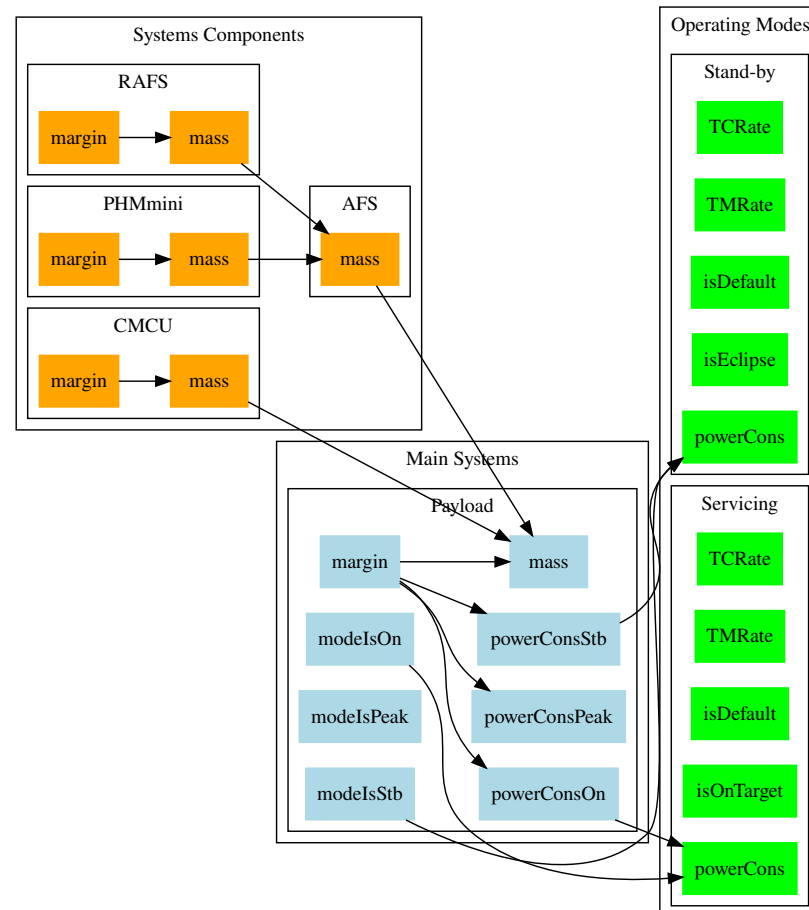 Systems Components
RAFS
margin
mass
PHMmini
margin
mass
AFS
mass
CMCU
margin
mass
Main Systems
Payload
margin
mass
modeIsOn
powerConsStb
modeIsPeak
powerConsPeak
modeIsStb
powerConsOn
Operating Modes
Stand-by
TCRate
TMRate
isDefault
isEclipse
powerCons
Servicing
TCRate
TMRate
isDefault
isOnTarget
powerCons